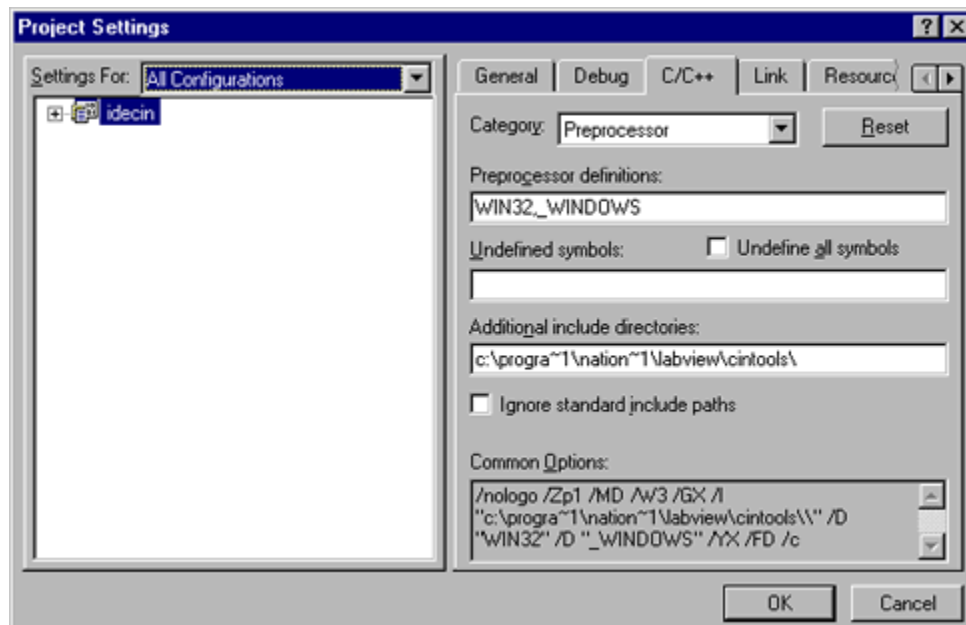 Project Settings
Settings For: All Configurations
idecin
General Debug C/C++ Link Resourc
Category: Preprocessor Reset
Preprocessor definitions:
WIN32,_WINDOWS
Undefined symbols: Undefine all symbols
Additional include directories:
c:\progra~1\nation~1\labview\cintools\
Ignore standard include paths
Common Options:
/nologo /Zp1 /MD /W3 /GX /I
"c:\progra~1\nation~1\labview\cintools\\" /D
"WIN32" /D "_WINDOWS" /YX /FD /c
OK Cancel